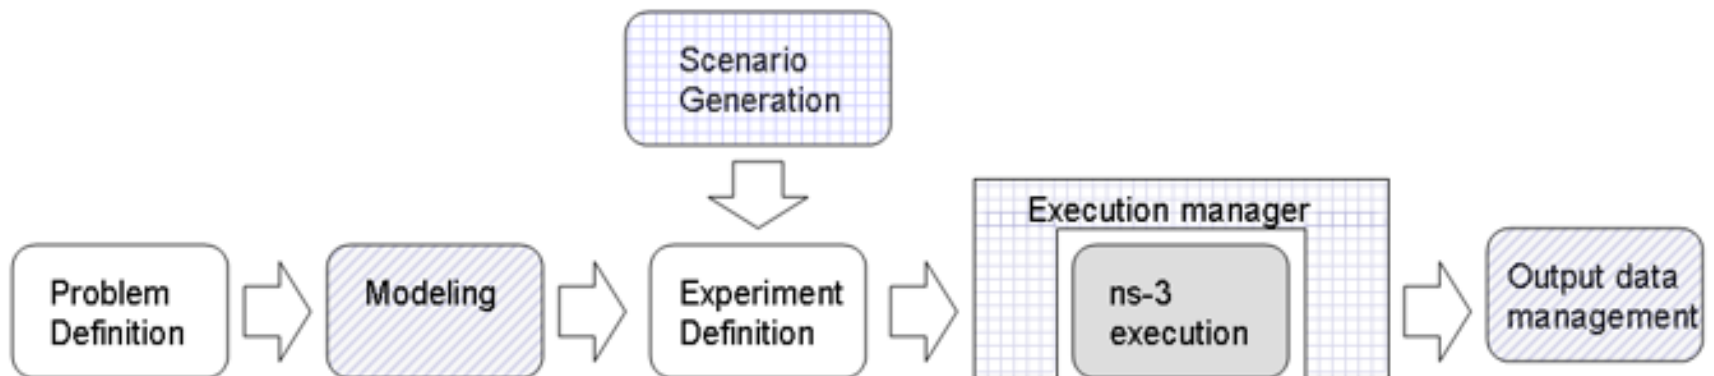 Scenario
Generation
Execution manager
Problem
Definition
Modeling
Experiment
Definition
ns-3
execution
Output data
management